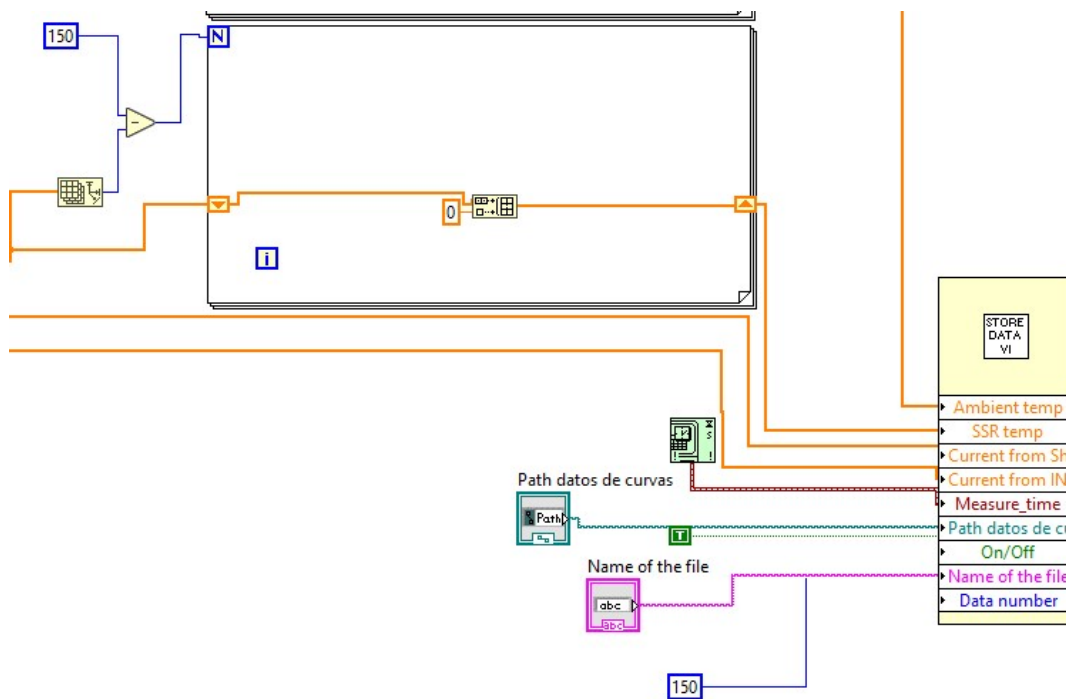 150
N
-
0
i
STORE
DATA
VI
Ambient temp
SSR temp
Current from Sh
Current from IN
Path datos de curvas
Measure_time
Path
Path datos de cu
T
On/Off
Name of the file
Name of the file
abc
abc
Data number
150